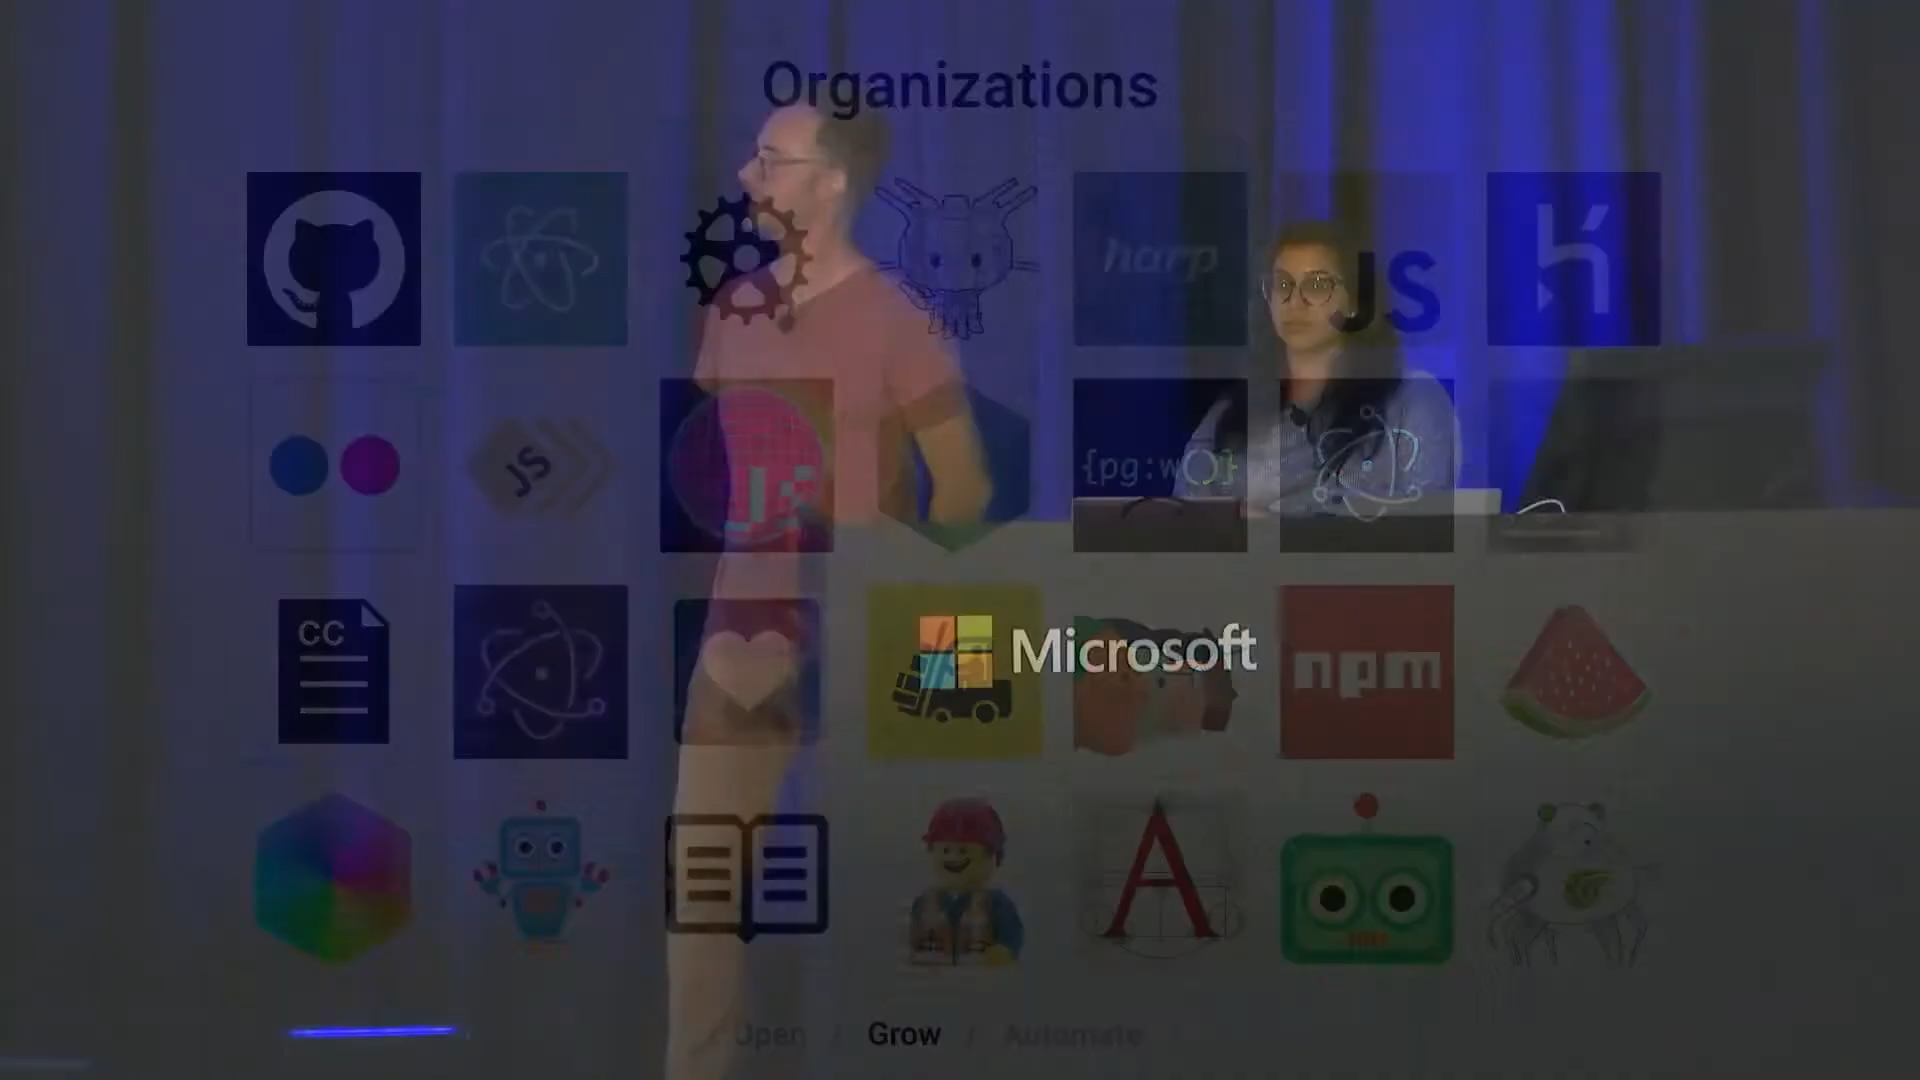 Organizations
harp
JS
JS
{pg:w()}
CC
Microsoft
npm
A
Open / Grow / Automate